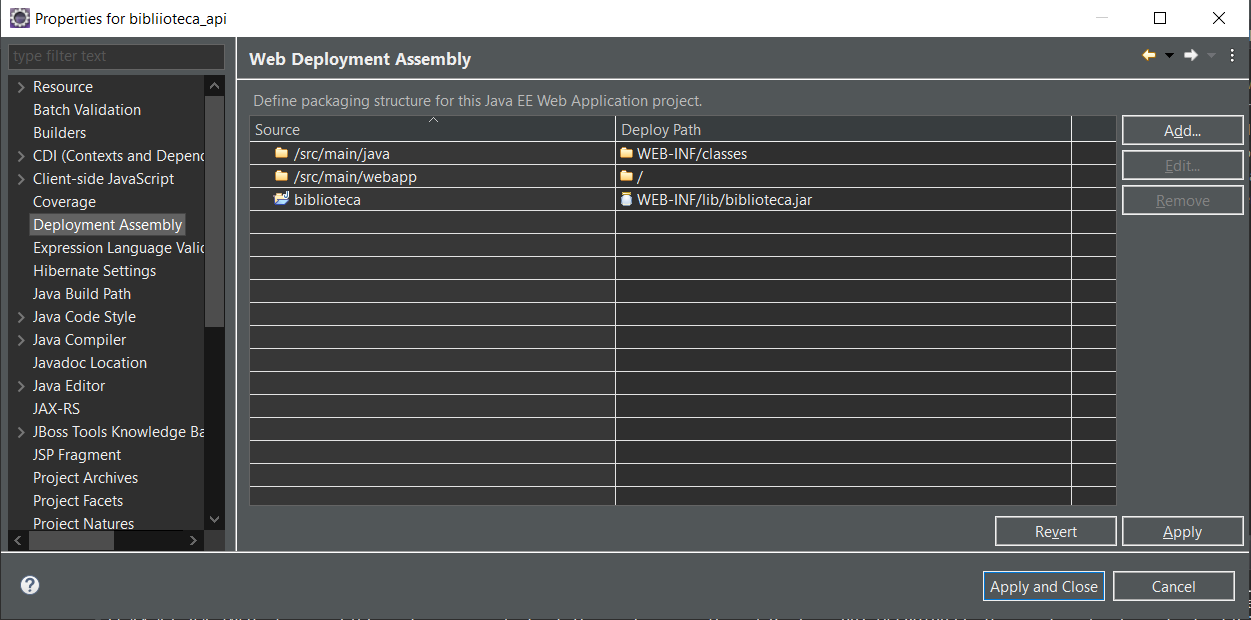 Properties for bibliioteca_api
type filter text
Resource
Batch Validation
Builders
CDI (Contexts and Depend
Client-side JavaScript
Coverage
Deployment Assembly
Expression Language Valid
Hibernate Settings
Java Build Path
Java Code Style
Java Compiler
Javadoc Location
Java Editor
JAX-RS
JBoss Tools Knowledge Ba
JSP Fragment
Project Archives
Project Facets
Project Natures
Web Deployment Assembly
Define packaging structure for this Java EE Web Application project.
Source Deploy Path
/src/main/java WEB-INF/classes
/src/main/webapp /
biblioteca WEB-INF/lib/biblioteca.jar
Add...
Edit...
Remove
Revert Apply
Apply and Close Cancel